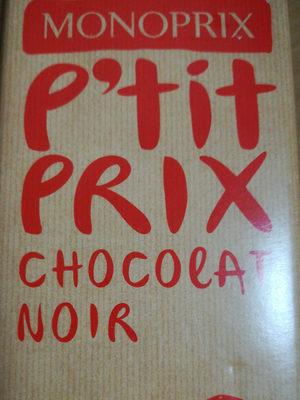 MONOPRIX
P'tit
PRIX
CHOCOLAT
NOIR